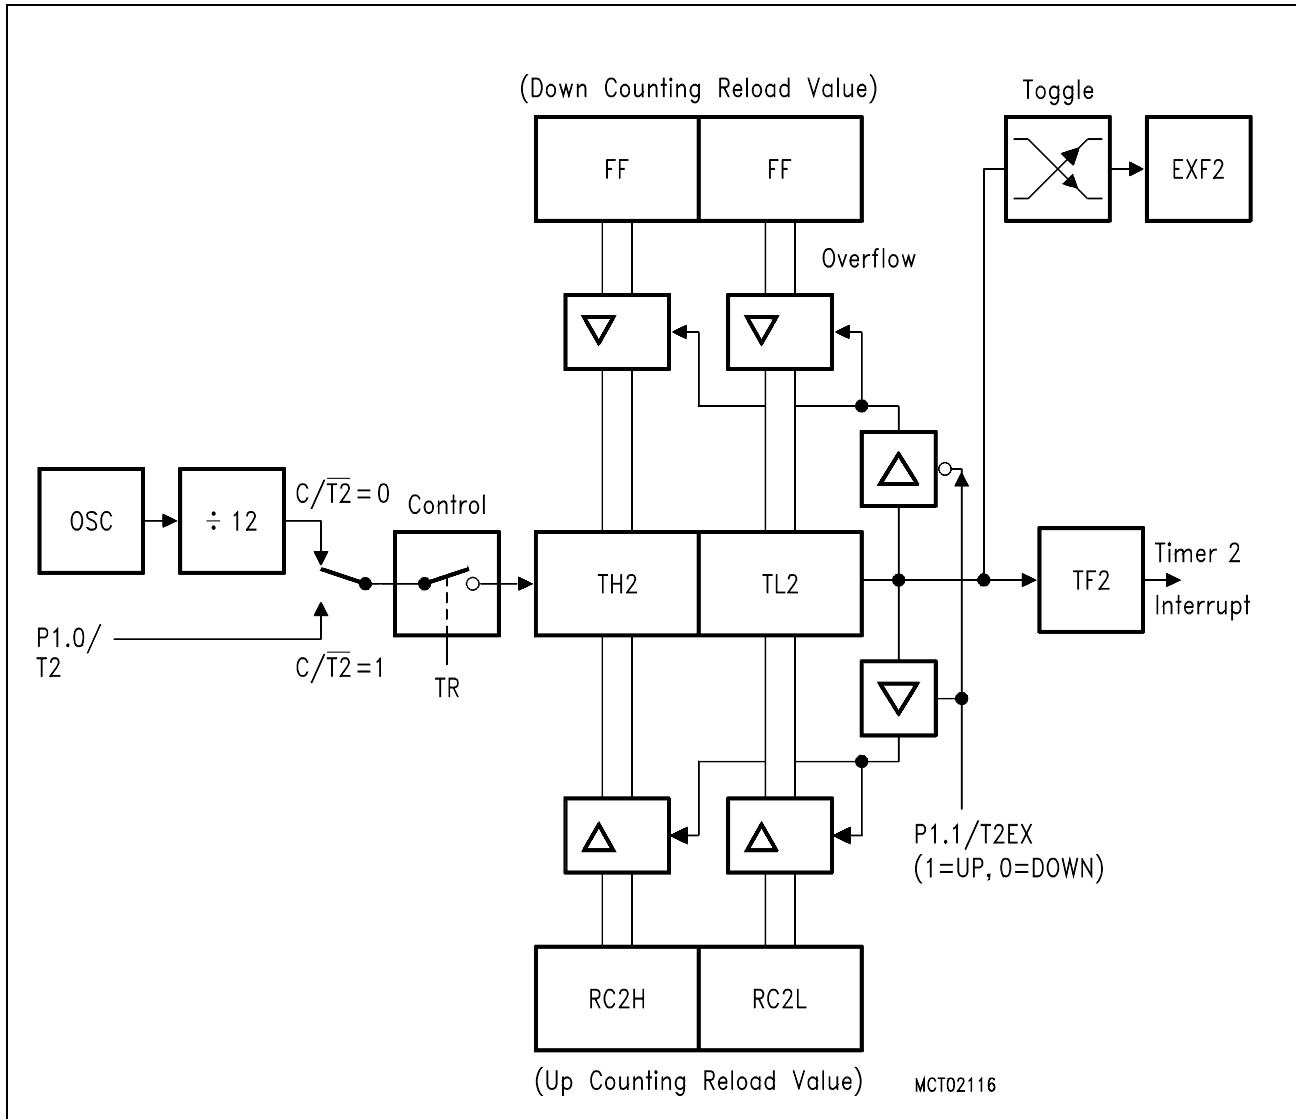 (Down Counting Reload Value)
Toggle
FF
FF
EXF2
Overflow
OSC
÷ 12
C/T2̅=0
Control
TH2
TL2
TF2
Timer 2
Interrupt
P1.0/
T2
C/T2̅=1
TR
P1.1/T2EX
(1=UP, 0=DOWN)
RC2H
RC2L
(Up Counting Reload Value)
MCT02116